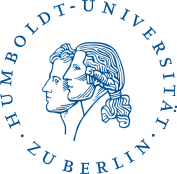 HUMBOLDT-UNIVERSITÄT
· ZU BERLIN ·